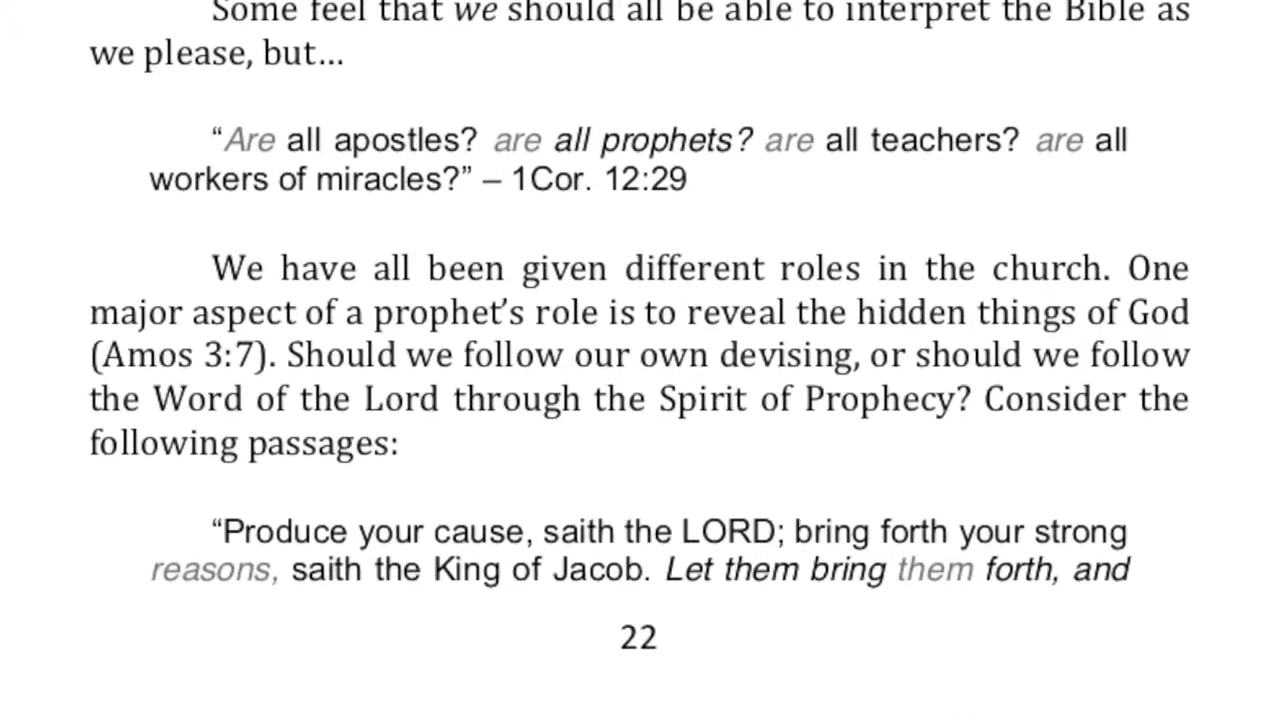 Some feel that we should all be able to interpret the Bible as
we please, but…
“Are all apostles? are all prophets? are all teachers? are all
workers of miracles?” – 1Cor. 12:29
We have all been given different roles in the church. One
major aspect of a prophet’s role is to reveal the hidden things of God
(Amos 3:7). Should we follow our own devising, or should we follow
the Word of the Lord through the Spirit of Prophecy? Consider the
following passages:
“Produce your cause, saith the LORD; bring forth your strong
reasons, saith the King of Jacob. Let them bring them forth, and
22